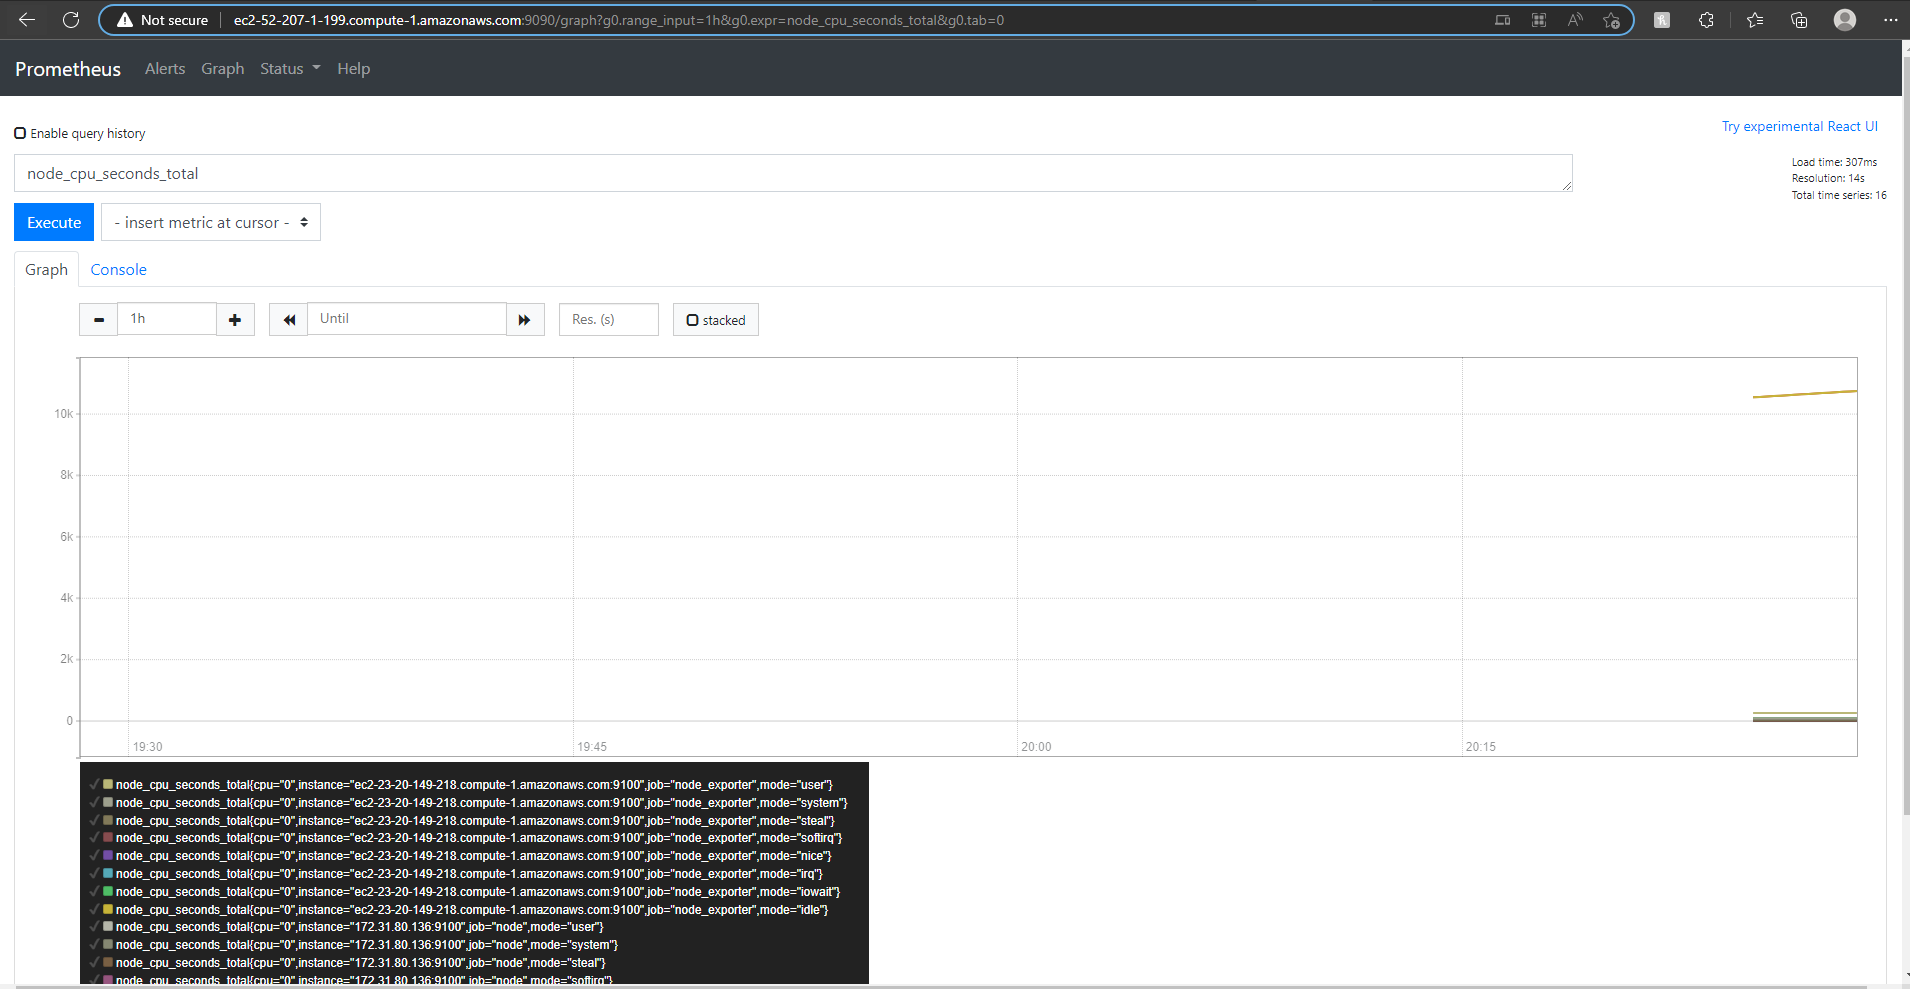 Not secure ec2-52-207-1-199.compute-1.amazonaws.com:9090/graph?g0.range_input=1h&g0.expr=node_cpu_seconds_total&g0.tab=0
Prometheus Alerts Graph Status Help
Enable query history
Try experimental React UI
node_cpu_seconds_total
Load time: 307ms
Resolution: 14s
Total time series: 16
Execute - insert metric at cursor -
Graph Console
1h Until Res. (s) stacked
10k
8k
6k
4k
2k
0
19:30 19:45 20:00 20:15
node_cpu_seconds_total{cpu="0",instance="ec2-23-20-149-218.compute-1.amazonaws.com:9100",job="node_exporter",mode="user"}
node_cpu_seconds_total{cpu="0",instance="ec2-23-20-149-218.compute-1.amazonaws.com:9100",job="node_exporter",mode="system"}
node_cpu_seconds_total{cpu="0",instance="ec2-23-20-149-218.compute-1.amazonaws.com:9100",job="node_exporter",mode="steal"}
node_cpu_seconds_total{cpu="0",instance="ec2-23-20-149-218.compute-1.amazonaws.com:9100",job="node_exporter",mode="softirq"}
node_cpu_seconds_total{cpu="0",instance="ec2-23-20-149-218.compute-1.amazonaws.com:9100",job="node_exporter",mode="nice"}
node_cpu_seconds_total{cpu="0",instance="ec2-23-20-149-218.compute-1.amazonaws.com:9100",job="node_exporter",mode="irq"}
node_cpu_seconds_total{cpu="0",instance="ec2-23-20-149-218.compute-1.amazonaws.com:9100",job="node_exporter",mode="iowait"}
node_cpu_seconds_total{cpu="0",instance="ec2-23-20-149-218.compute-1.amazonaws.com:9100",job="node_exporter",mode="idle"}
node_cpu_seconds_total{cpu="0",instance="172.31.80.136:9100",job="node",mode="user"}
node_cpu_seconds_total{cpu="0",instance="172.31.80.136:9100",job="node",mode="system"}
node_cpu_seconds_total{cpu="0",instance="172.31.80.136:9100",job="node",mode="steal"}
node_cpu_seconds_total{cpu="0",instance="172.31.80.136:9100",job="node",mode="softirq"}